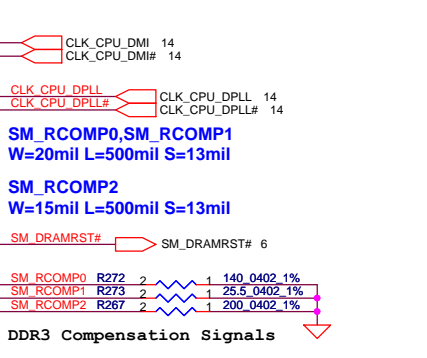 CLK_CPU_DMI 14
CLK_CPU_DMI# 14
CLK_CPU_DPLL CLK_CPU_DPLL 14
CLK_CPU_DPLL# CLK_CPU_DPLL# 14
SM_RCOMP0,SM_RCOMP1
W=20mil L=500mil S=13mil
SM_RCOMP2
W=15mil L=500mil S=13mil
SM_DRAMRST# SM_DRAMRST# 6
SM_RCOMP0 R272 2 1 140_0402_1%
SM_RCOMP1 R273 2 1 25.5_0402_1%
SM_RCOMP2 R267 2 1 200_0402_1%
DDR3 Compensation Signals